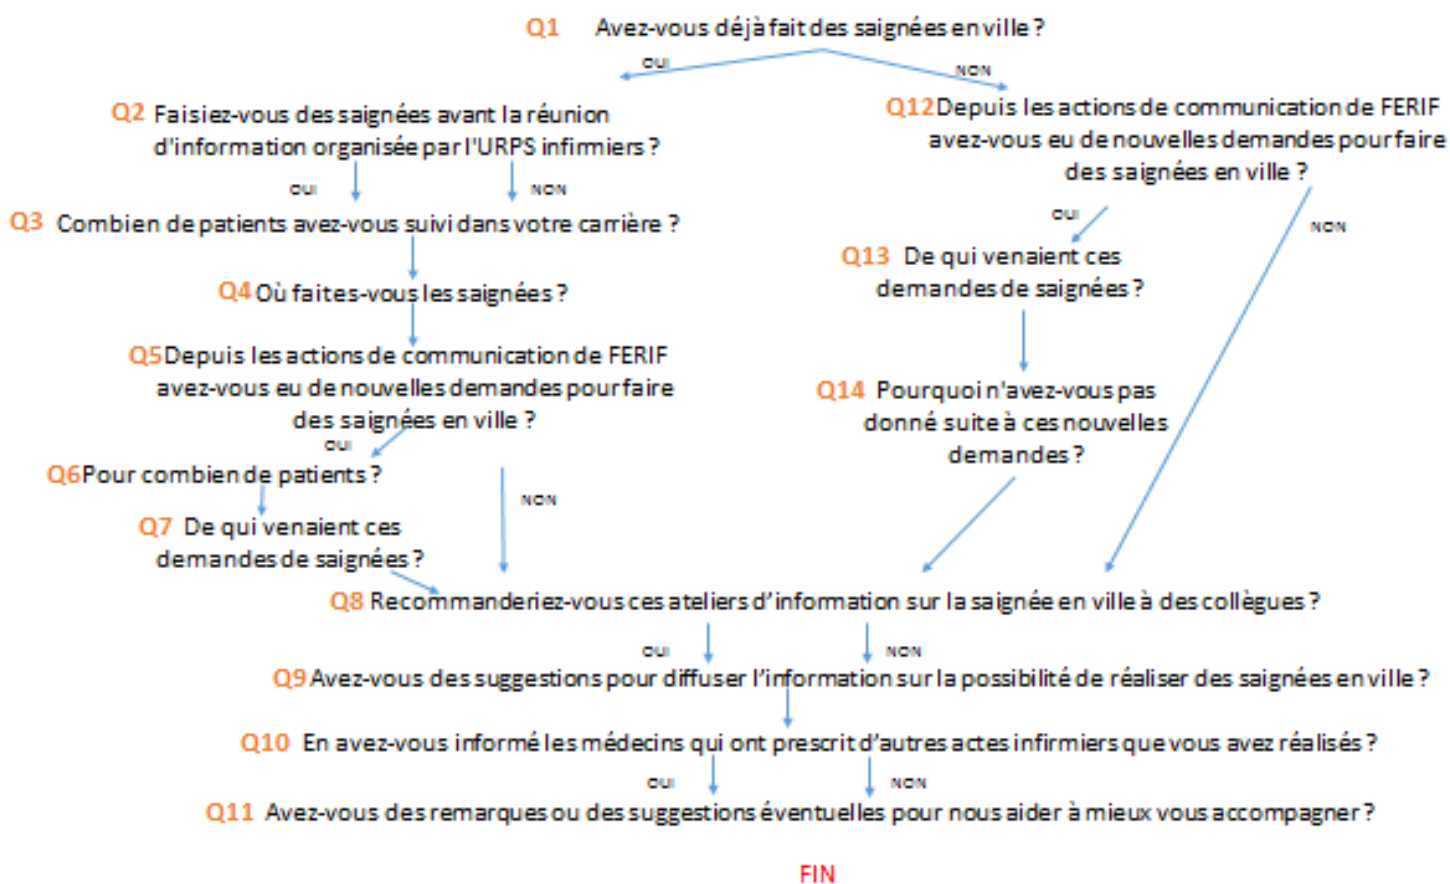 Q1 Avez-vous déjà fait des saignées en ville ?
OUI
NON
Q2 Faisiez-vous des saignées avant la réunion
d'information organisée par l'URPS infirmiers ?
OUI
NON
Q3 Combien de patients avez-vous suivi dans votre carrière ?
Q4 Où faites-vous les saignées ?
Q5 Depuis les actions de communication de FERIF
avez-vous eu de nouvelles demandes pour faire
des saignées en ville ?
OUI
NON
Q6 Pour combien de patients ?
Q7 De qui venaient ces
demandes de saignées ?
Q12 Depuis les actions de communication de FERIF
avez-vous eu de nouvelles demandes pour faire
des saignées en ville ?
OUI
NON
Q13 De qui venaient ces
demandes de saignées ?
Q14 Pourquoi n'avez-vous pas
donné suite à ces nouvelles
demandes ?
Q8 Recommanderiez-vous ces ateliers d’information sur la saignée en ville à des collègues ?
OUI
NON
Q9 Avez-vous des suggestions pour diffuser l’information sur la possibilité de réaliser des saignées en ville ?
Q10 En avez-vous informé les médecins qui ont prescrit d’autres actes infirmiers que vous avez réalisés ?
OUI
NON
Q11 Avez-vous des remarques ou des suggestions éventuelles pour nous aider à mieux vous accompagner ?
FIN